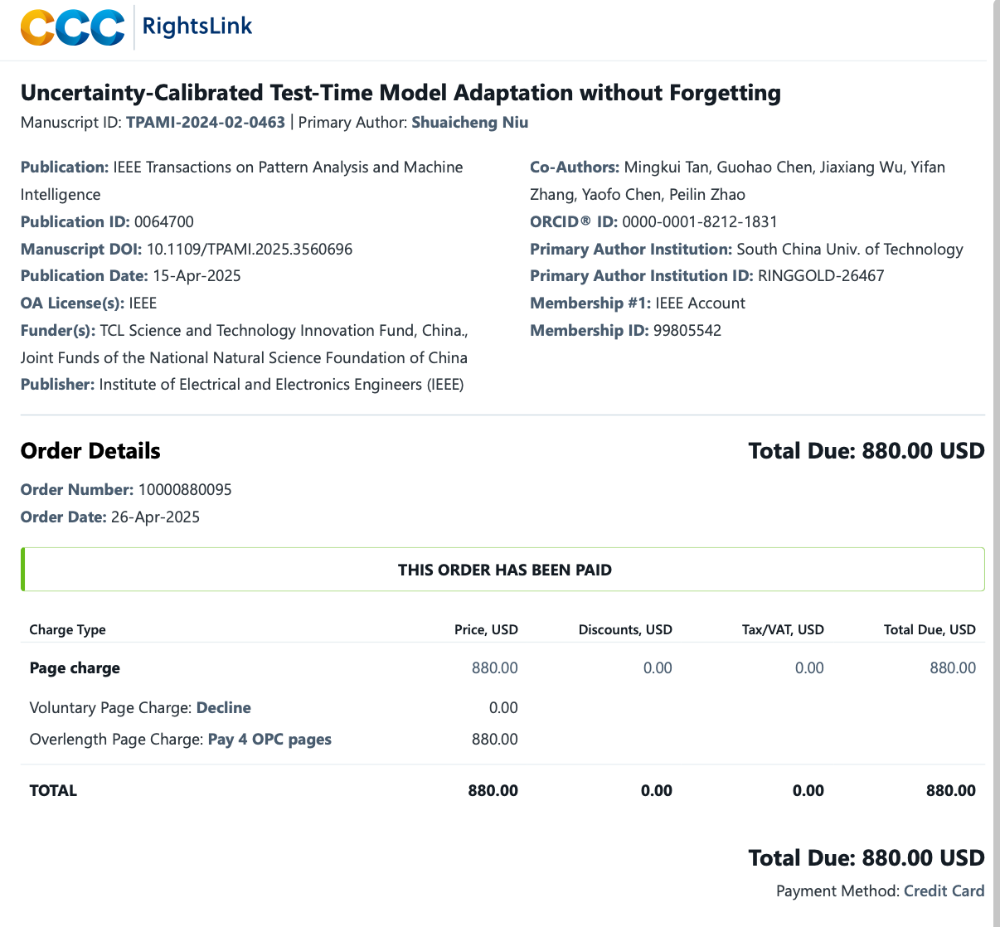 CCC RightsLink
Uncertainty-Calibrated Test-Time Model Adaptation without Forgetting
Manuscript ID: TPAMI-2024-02-0463 | Primary Author: Shuaicheng Niu
Publication: IEEE Transactions on Pattern Analysis and Machine
Intelligence
Publication ID: 0064700
Manuscript DOI: 10.1109/TPAMI.2025.3560696
Publication Date: 15-Apr-2025
OA License(s): IEEE
Funder(s): TCL Science and Technology Innovation Fund, China.,
Joint Funds of the National Natural Science Foundation of China
Publisher: Institute of Electrical and Electronics Engineers (IEEE)
Co-Authors: Mingkui Tan, Guohao Chen, Jiaxiang Wu, Yifan
Zhang, Yaofo Chen, Peilin Zhao
ORCID® ID: 0000-0001-8212-1831
Primary Author Institution: South China Univ. of Technology
Primary Author Institution ID: RINGGOLD-26467
Membership #1: IEEE Account
Membership ID: 99805542
Order Details
Total Due: 880.00 USD
Order Number: 10000880095
Order Date: 26-Apr-2025
THIS ORDER HAS BEEN PAID
Charge Type Price, USD Discounts, USD Tax/VAT, USD Total Due, USD
Page charge 880.00 0.00 0.00 880.00
Voluntary Page Charge: Decline 0.00
Overlength Page Charge: Pay 4 OPC pages 880.00
TOTAL 880.00 0.00 0.00 880.00
Total Due: 880.00 USD
Payment Method: Credit Card